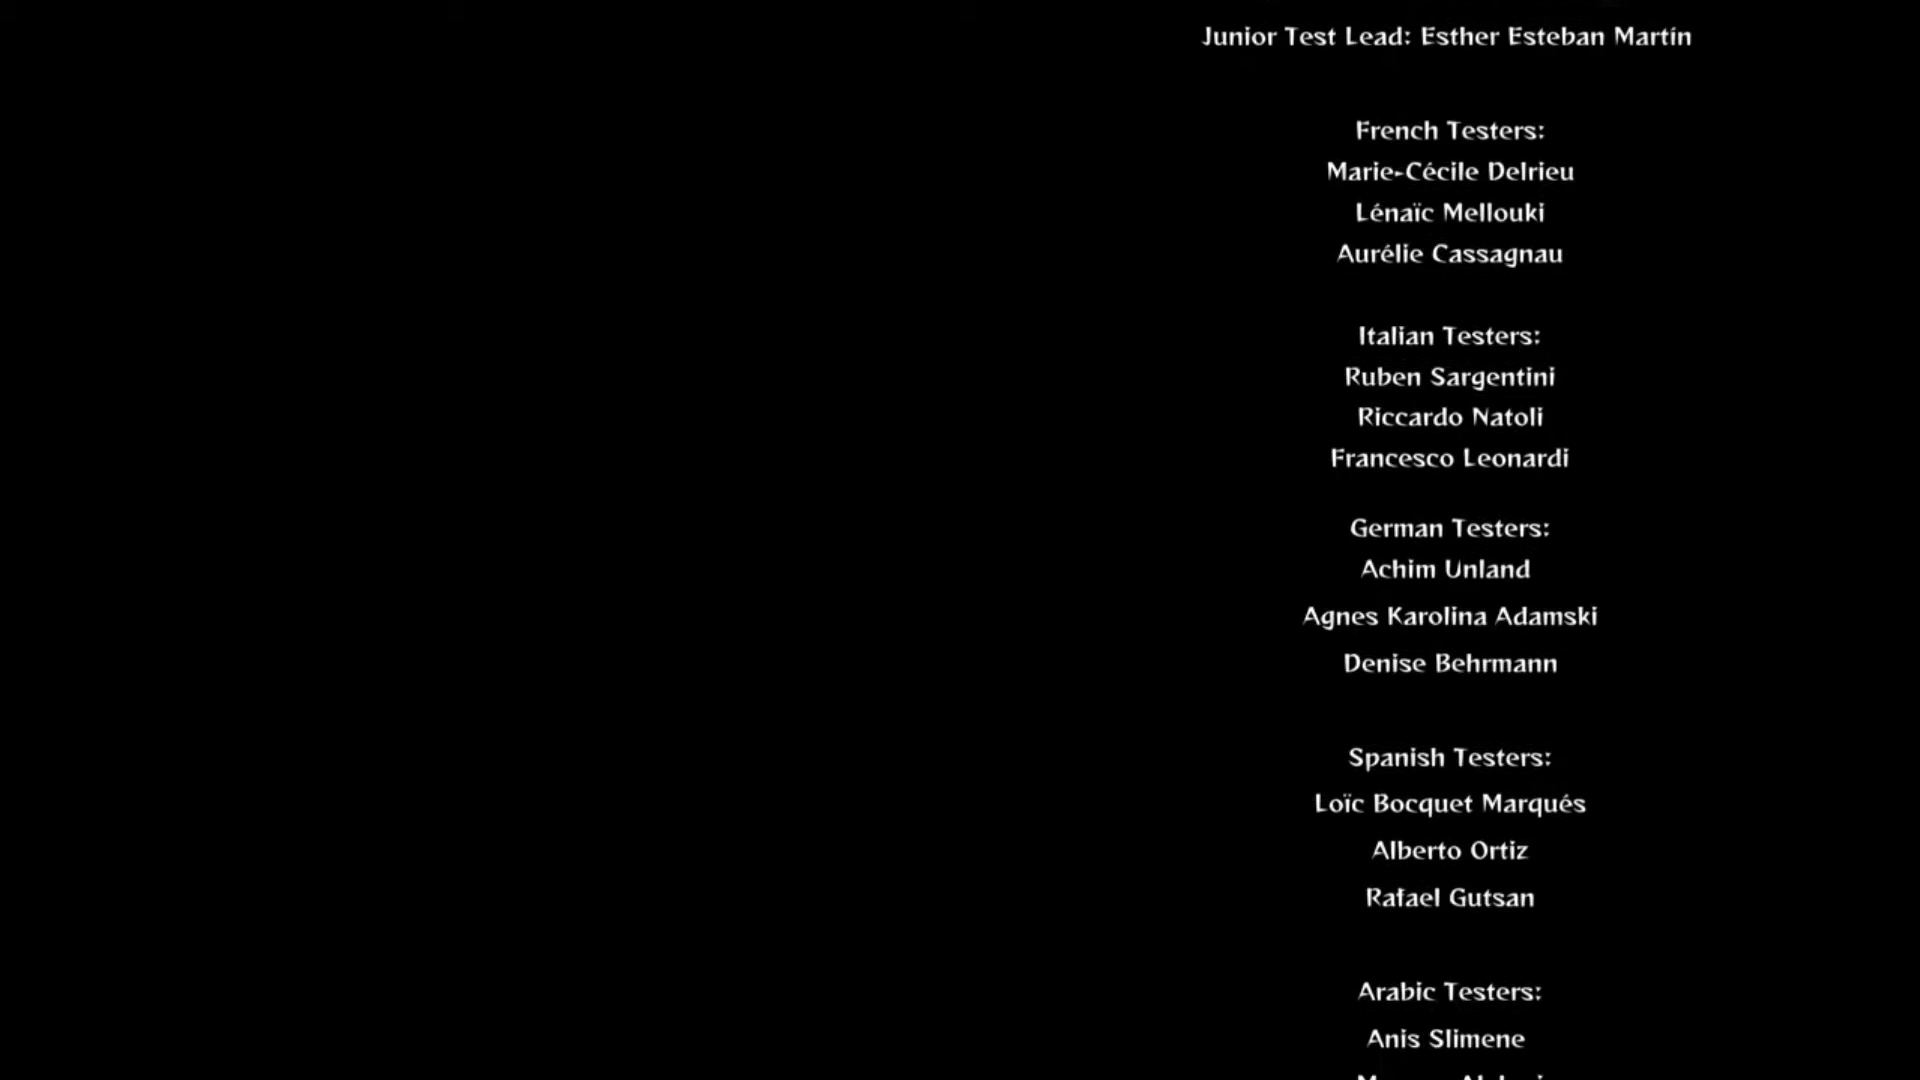 Junior Test Lead: Esther Esteban Martín
French Testers:
Marie-Cécile Delrieu
Lénaïc Mellouki
Aurélie Cassagnau
Italian Testers:
Ruben Sargentini
Riccardo Natoli
Francesco Leonardi
German Testers:
Achim Unland
Agnes Karolina Adamski
Denise Behrmann
Spanish Testers:
Loïc Bocquet Marqués
Alberto Ortiz
Rafael Gutsan
Arabic Testers:
Anis Slimene